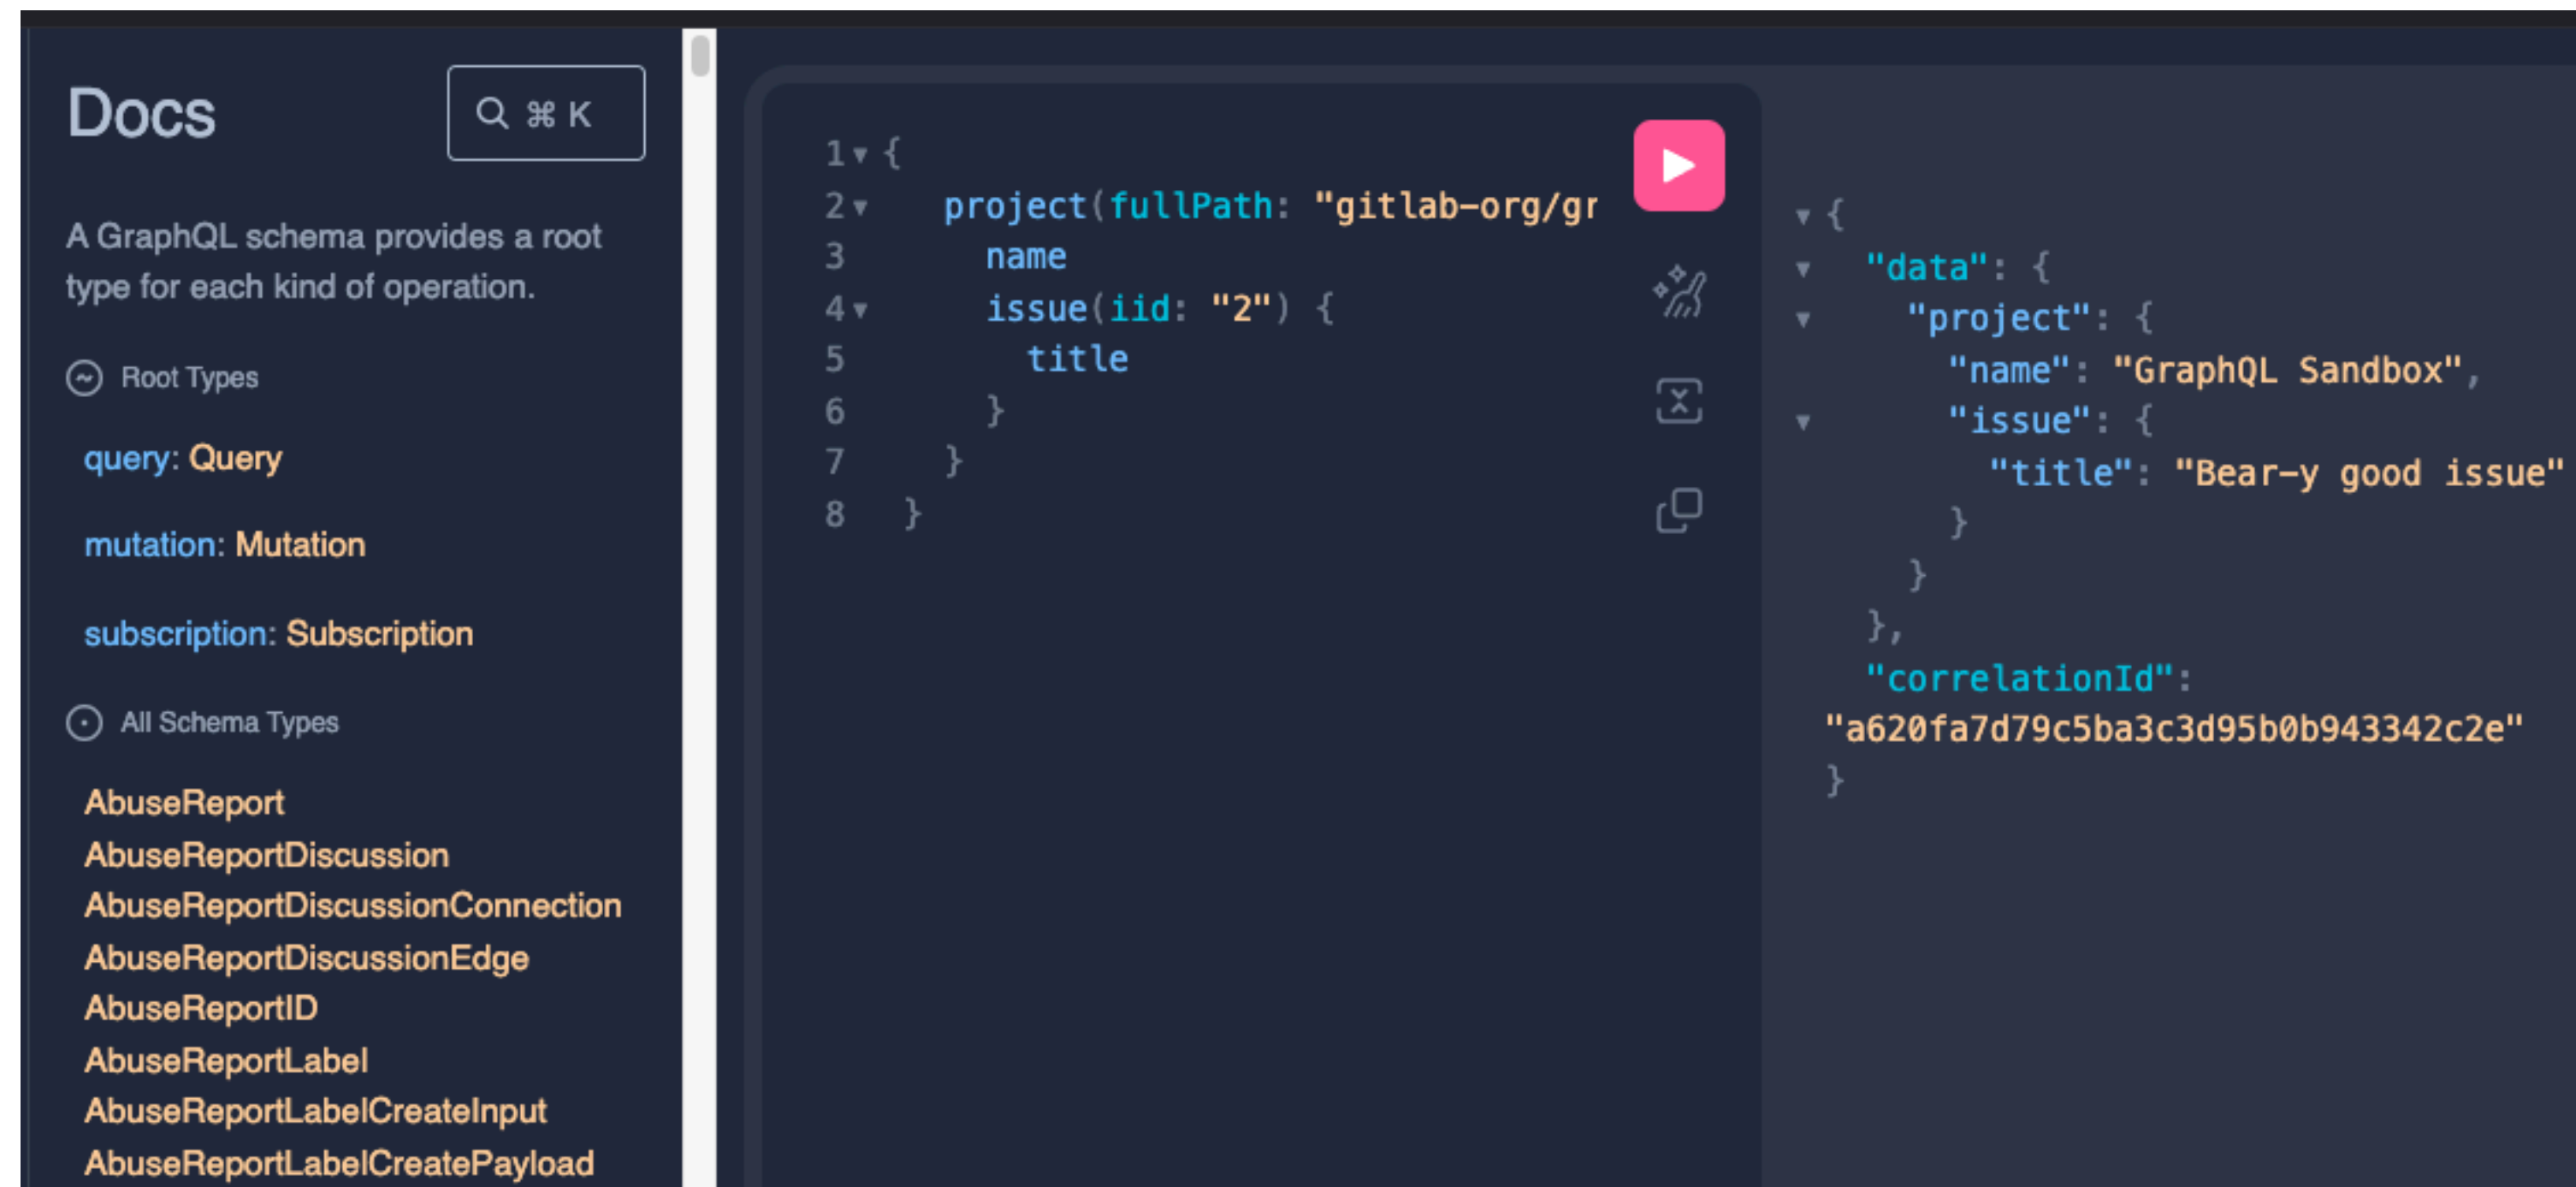 Docs
⌘ K
A GraphQL schema provides a root
type for each kind of operation.
Root Types
query: Query
mutation: Mutation
subscription: Subscription
All Schema Types
AbuseReport
AbuseReportDiscussion
AbuseReportDiscussionConnection
AbuseReportDiscussionEdge
AbuseReportID
AbuseReportLabel
AbuseReportLabelCreateInput
AbuseReportLabelCreatePayload
1 {
2 project(fullPath: "gitlab-org/gr
3 name
4 issue(iid: "2") {
5 title
6 }
7 }
8 }
{
"data": {
"project": {
"name": "GraphQL Sandbox",
"issue": {
"title": "Bear-y good issue"
}
}
},
"correlationId":
"a620fa7d79c5ba3c3d95b0b943342c2e"
}